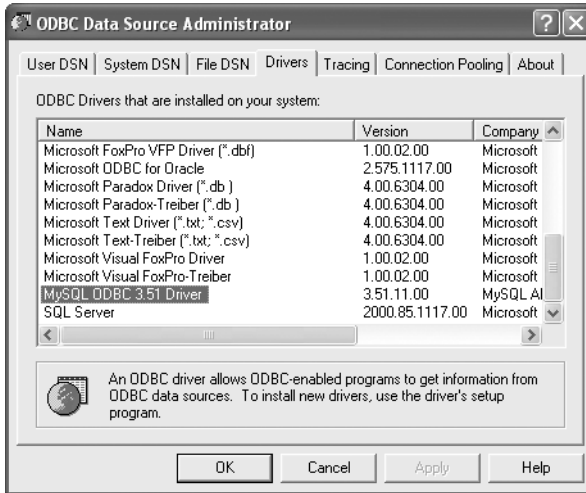 ODBC Data Source Administrator
User DSN System DSN File DSN Drivers Tracing Connection Pooling About
ODBC Drivers that are installed on your system:
Name Version Company
Microsoft FoxPro VFP Driver (*.dbf) 1.00.02.00 Microsoft
Microsoft ODBC for Oracle 2.575.1117.00 Microsoft
Microsoft Paradox Driver (*.db ) 4.00.6304.00 Microsoft
Microsoft Paradox-Treiber (*.db ) 4.00.6304.00 Microsoft
Microsoft Text Driver (*.txt; *.csv) 4.00.6304.00 Microsoft
Microsoft Text-Treiber (*.txt; *.csv) 4.00.6304.00 Microsoft
Microsoft Visual FoxPro Driver 1.00.02.00 Microsoft
Microsoft Visual FoxPro-Treiber 1.00.02.00 Microsoft
MySQL ODBC 3.51 Driver 3.51.11.00 MySQL Al
SQL Server 2000.85.1117.00 Microsoft
An ODBC driver allows ODBC-enabled programs to get information from
ODBC data sources. To install new drivers, use the driver's setup
program.
OK Cancel Apply Help